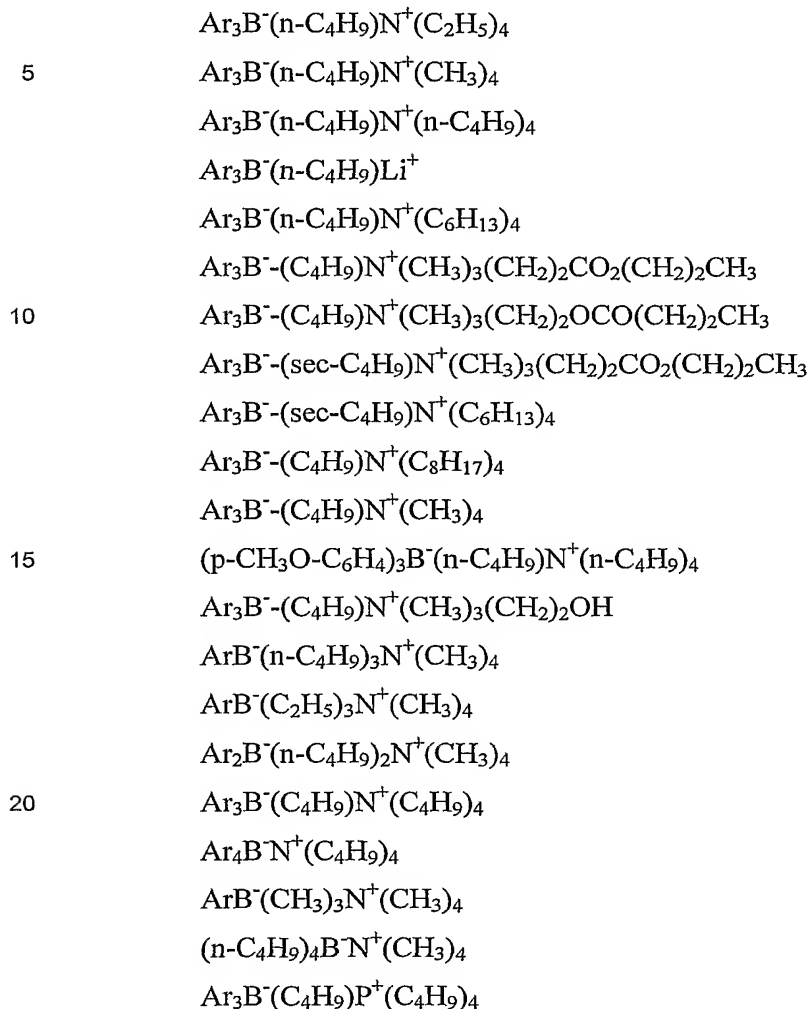 Ar₃B⁻(n-C₄H₉)N⁺(C₂H₅)₄
5 Ar₃B⁻(n-C₄H₉)N⁺(CH₃)₄
Ar₃B⁻(n-C₄H₉)N⁺(n-C₄H₉)₄
Ar₃B⁻(n-C₄H₉)Li⁺
Ar₃B⁻(n-C₄H₉)N⁺(C₆H₁₃)₄
Ar₃B⁻-(C₄H₉)N⁺(CH₃)₃(CH₂)₂CO₂(CH₂)₂CH₃
10 Ar₃B⁻-(C₄H₉)N⁺(CH₃)₃(CH₂)₂OCO(CH₂)₂CH₃
Ar₃B⁻-(sec-C₄H₉)N⁺(CH₃)₃(CH₂)₂CO₂(CH₂)₂CH₃
Ar₃B⁻-(sec-C₄H₉)N⁺(C₆H₁₃)₄
Ar₃B⁻-(C₄H₉)N⁺(C₈H₁₇)₄
Ar₃B⁻-(C₄H₉)N⁺(CH₃)₄
15 (p-CH₃O-C₆H₄)₃B⁻(n-C₄H₉)N⁺(n-C₄H₉)₄
Ar₃B⁻-(C₄H₉)N⁺(CH₃)₃(CH₂)₂OH
ArB⁻(n-C₄H₉)₃N⁺(CH₃)₄
ArB⁻(C₂H₅)₃N⁺(CH₃)₄
Ar₂B⁻(n-C₄H₉)₂N⁺(CH₃)₄
20 Ar₃B⁻(C₄H₉)N⁺(C₄H₉)₄
Ar₄B⁻N⁺(C₄H₉)₄
ArB⁻(CH₃)₃N⁺(CH₃)₄
(n-C₄H₉)₄B⁻N⁺(CH₃)₄
Ar₃B⁻(C₄H₉)P⁺(C₄H₉)₄